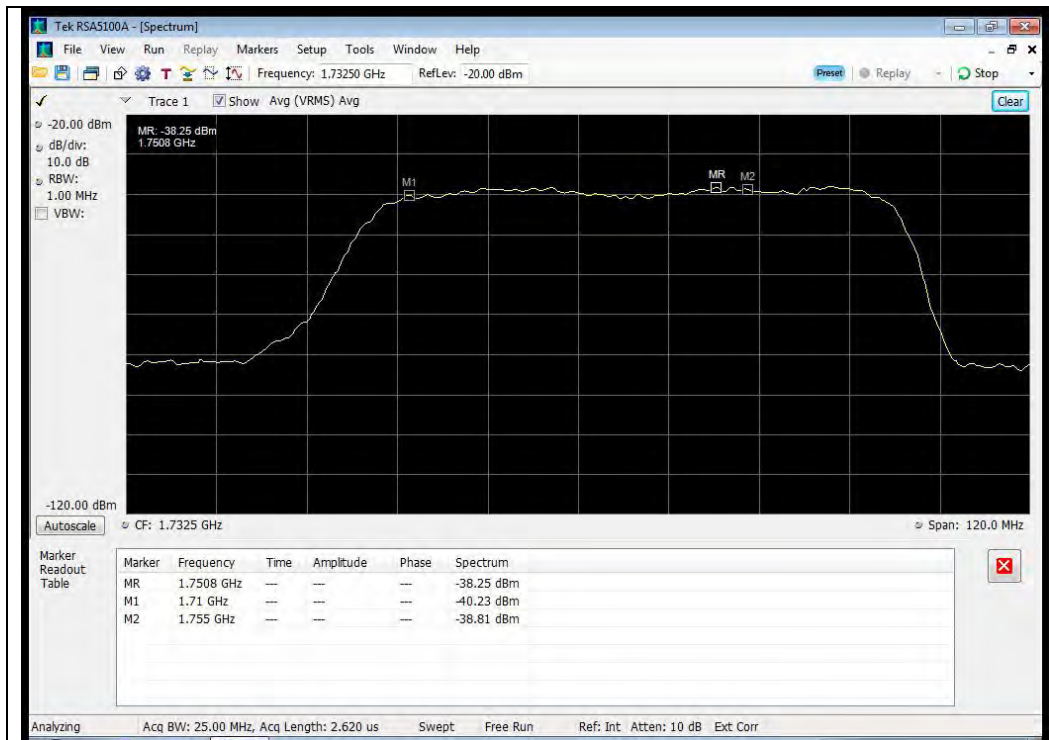 Tek RSA5100A - [Spectrum]
File View Run Replay Markers Setup Tools Window Help
T Frequency: 1.73250 GHz RefLev: -20.00 dBm Preset Replay Stop
Trace 1 Show Avg (VRMS) Avg Clear
-20.00 dBm
dB/div:
10.0 dB
RBW:
1.00 MHz
VBW:
MR: -38.25 dBm
1.7508 GHz
M1
MR M2
-120.00 dBm
Autoscale CF: 1.7325 GHz Span: 120.0 MHz
Marker
Readout
Table
Marker Frequency Time Amplitude Phase Spectrum
MR 1.7508 GHz --- --- --- -38.25 dBm
M1 1.71 GHz --- --- --- -40.23 dBm
M2 1.755 GHz --- --- --- -38.81 dBm
Analyzing Acq BW: 25.00 MHz, Acq Length: 2.620 us Swept Free Run Ref: Int Atten: 10 dB Ext Corr